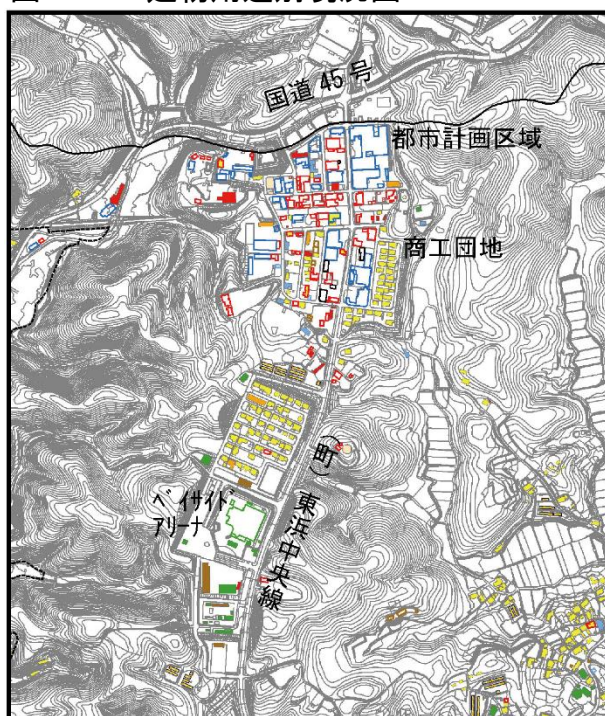 国道45号
都市計画区域
商工団地
(町)東浜中央線
ベイサイド
アリーナ